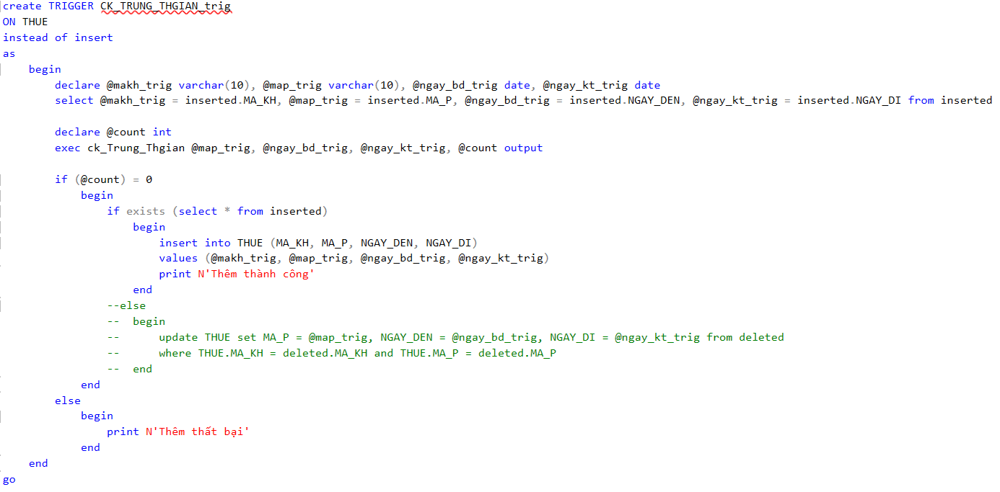 create TRIGGER CK_TRUNG_THGIAN_trig
ON THUE
instead of insert
as
begin
declare @makh_trig varchar(10), @map_trig varchar(10), @ngay_bd_trig date, @ngay_kt_trig date
select @makh_trig = inserted.MA_KH, @map_trig = inserted.MA_P, @ngay_bd_trig = inserted.NGAY_DEN, @ngay_kt_trig = inserted.NGAY_DI from inserted
declare @count int
exec ck_Trung_Thgian @map_trig, @ngay_bd_trig, @ngay_kt_trig, @count output
if (@count) = 0
begin
if exists (select * from inserted)
begin
insert into THUE (MA_KH, MA_P, NGAY_DEN, NGAY_DI)
values (@makh_trig, @map_trig, @ngay_bd_trig, @ngay_kt_trig)
print N'Thêm thành công'
end
--else
-- begin
-- update THUE set MA_P = @map_trig, NGAY_DEN = @ngay_bd_trig, NGAY_DI = @ngay_kt_trig from deleted
-- where THUE.MA_KH = deleted.MA_KH and THUE.MA_P = deleted.MA_P
-- end
end
else
begin
print N'Thêm thất bại'
end
end
go